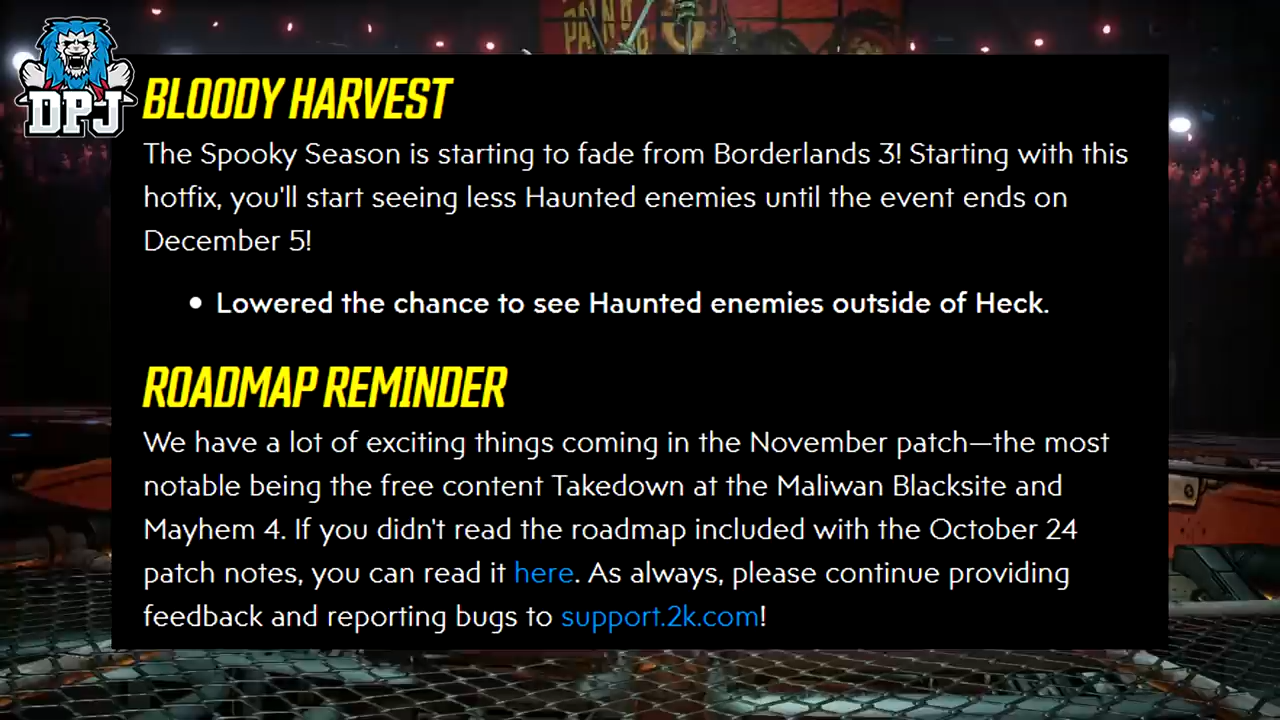 DPJ
BLOODY HARVEST
The Spooky Season is starting to fade from Borderlands 3! Starting with this
hotfix, you'll start seeing less Haunted enemies until the event ends on
December 5!
• Lowered the chance to see Haunted enemies outside of Heck.
ROADMAP REMINDER
We have a lot of exciting things coming in the November patch—the most
notable being the free content Takedown at the Maliwan Blacksite and
Mayhem 4. If you didn't read the roadmap included with the October 24
patch notes, you can read it here. As always, please continue providing
feedback and reporting bugs to support.2k.com!